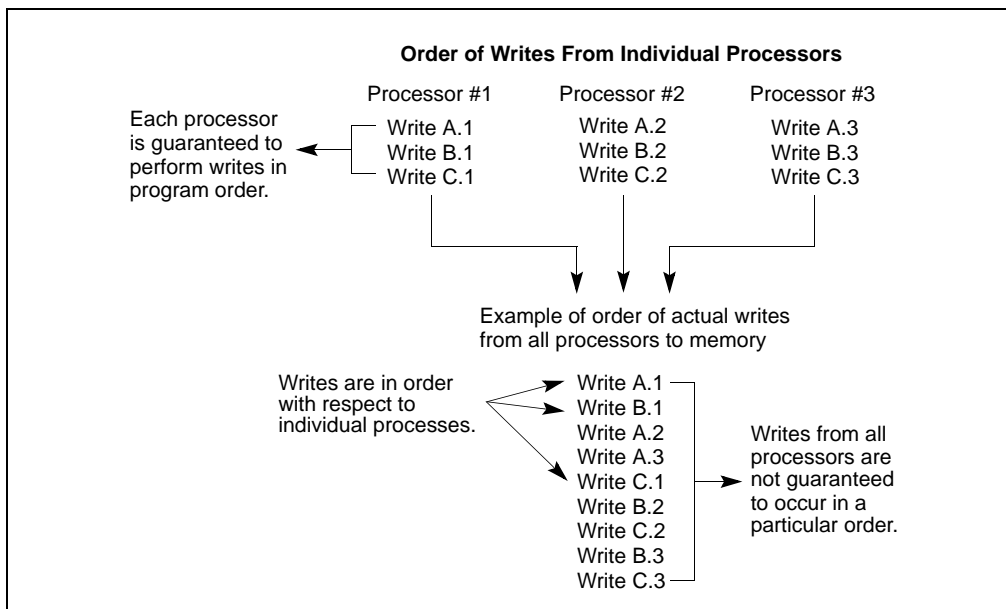 Order of Writes From Individual Processors
Processor #1
Processor #2
Processor #3
Each processor
is guaranteed to
perform writes in
program order.
Write A.1
Write B.1
Write C.1
Write A.2
Write B.2
Write C.2
Write A.3
Write B.3
Write C.3
Example of order of actual writes
from all processors to memory
Writes are in order
with respect to
individual processes.
Write A.1
Write B.1
Write A.2
Write A.3
Write C.1
Write B.2
Write C.2
Write B.3
Write C.3
Writes from all
processors are
not guaranteed
to occur in a
particular order.